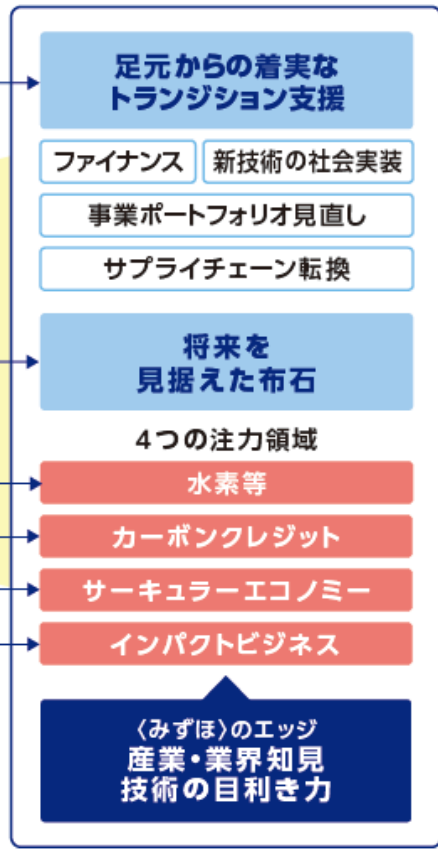 足元からの着実な
トランジション支援
ファイナンス
新技術の社会実装
事業ポートフォリオ見直し
サプライチェーン転換
将来を
見据えた布石
4つの注力領域
水素等
カーボンクレジット
サーキュラーエコノミー
インパクトビジネス
〈みずほ〉のエッジ
産業・業界知見
技術の目利き力